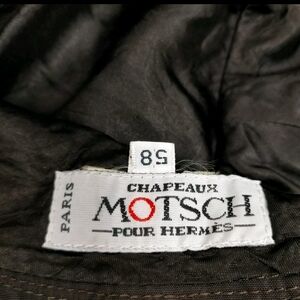 58
CHAPEAUX
MOTSCH
POUR HERMÈS
PARIS